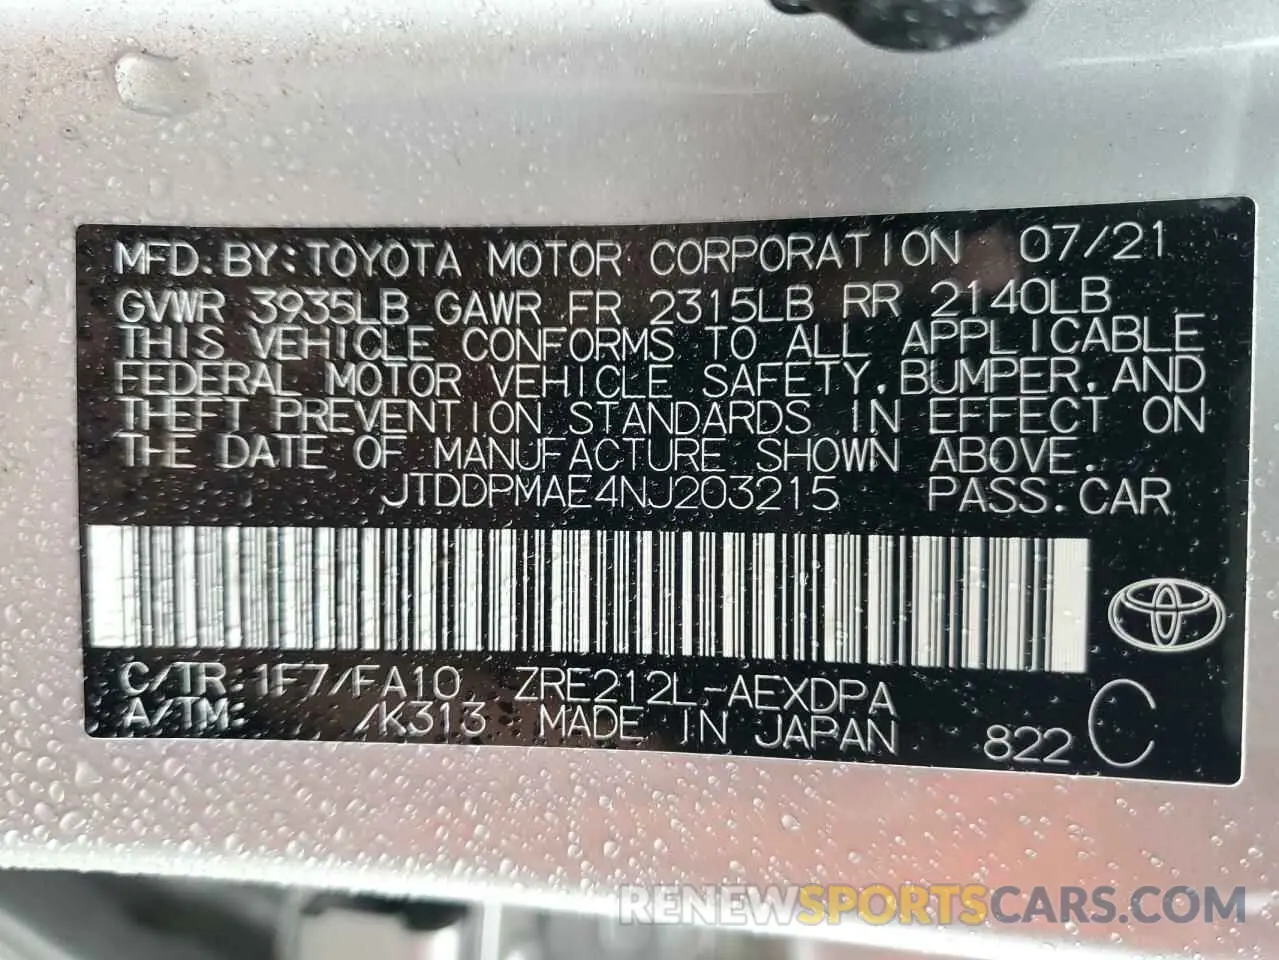 MFD. BY: TOYOTA MOTOR CORPORATION 07/21
GVWR 3935LB GAWR FR 2315LB RR 2140LB
THIS VEHICLE CONFORMS TO ALL APPLICABLE
FEDERAL MOTOR VEHICLE SAFETY, BUMPER, AND
THEFT PREVENTION STANDARDS IN EFFECT ON
THE DATE OF MANUFACTURE SHOWN ABOVE.
JTDDPMAE4NJ203215 PASS. CAR
C/TR: 1F7/FA10 ZRE212L-AEXDPA
A/TM: /K313 MADE IN JAPAN 822 C
RENEWSPORTSCARS.COM